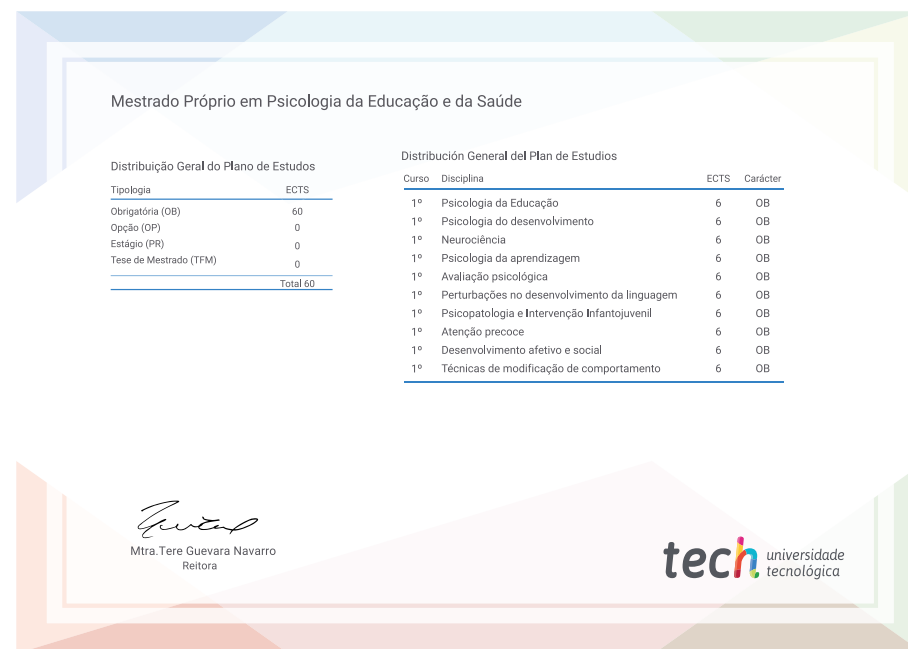 Mestrado Próprio em Psicologia da Educação e da Saúde
Distribuição Geral do Plano de Estudos
Tipologia ECTS
Obrigatória (OB) 60
Opção (OP) 0
Estágio (PR) 0
Tese de Mestrado (TFM) 0
Total 60
Distribución General del Plan de Estudios
Curso Disciplina ECTS Carácter
1º Psicologia da Educação 6 OB
1º Psicologia do desenvolvimento 6 OB
1º Neurociência 6 OB
1º Psicologia da aprendizagem 6 OB
1º Avaliação psicológica 6 OB
1º Perturbações no desenvolvimento da linguagem 6 OB
1º Psicopatologia e Intervenção Infantojuvenil 6 OB
1º Atenção precoce 6 OB
1º Desenvolvimento afetivo e social 6 OB
1º Técnicas de modificação de comportamento 6 OB
Mtra.Tere Guevara Navarro
Reitora
tech universidade
tecnológica